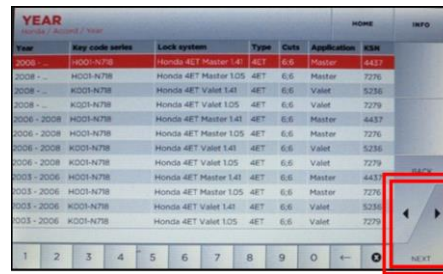 YEAR HOME INFO
Honda / Accord / Year
Year Key code series Lock system Type Cuts Application KSN
2008 - ... H001-N718 Honda 4ET Master 1.41 4ET 6;6 Master 4437
2008 - ... K001-N718 Honda 4ET Master 1.05 4ET 6;6 Master 7276
2008 - ... K001-N718 Honda 4ET Valet 1.41 4ET 6;6 Valet 5236
2008 - ... K001-N718 Honda 4ET Valet 1.05 4ET 6;6 Valet 7279
2006 - 2008 H001-N718 Honda 4ET Master 1.41 4ET 6;6 Master 4437
2006 - 2008 K001-N718 Honda 4ET Master 1.05 4ET 6;6 Master 7276
2006 - 2008 K001-N718 Honda 4ET Valet 1.41 4ET 6;6 Valet 5236
2006 - 2008 K001-N718 Honda 4ET Valet 1.05 4ET 6;6 Valet 7279
2003 - 2006 H001-N718 Honda 4ET Master 1.41 4ET 6;6 Master 4437
2003 - 2006 K001-N718 Honda 4ET Master 1.05 4ET 6;6 Master 7276
2003 - 2006 K001-N718 Honda 4ET Valet 1.41 4ET 6;6 Valet 5236
2003 - 2006 K001-N718 Honda 4ET Valet 1.05 4ET 6;6 Valet 7279
BACK
1 2 3 4 5 6 7 8 9 0 ← NEXT